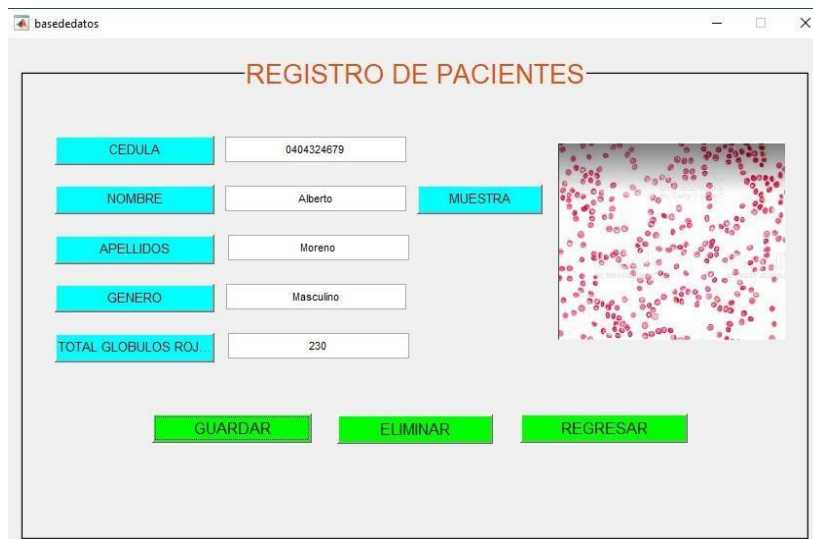 basededatos
REGISTRO DE PACIENTES
CEDULA 0404324679
NOMBRE Alberto MUESTRA
APELLIDOS Moreno
GENERO Masculino
TOTAL GLOBULOS ROJ... 230
GUARDAR ELIMINAR REGRESAR